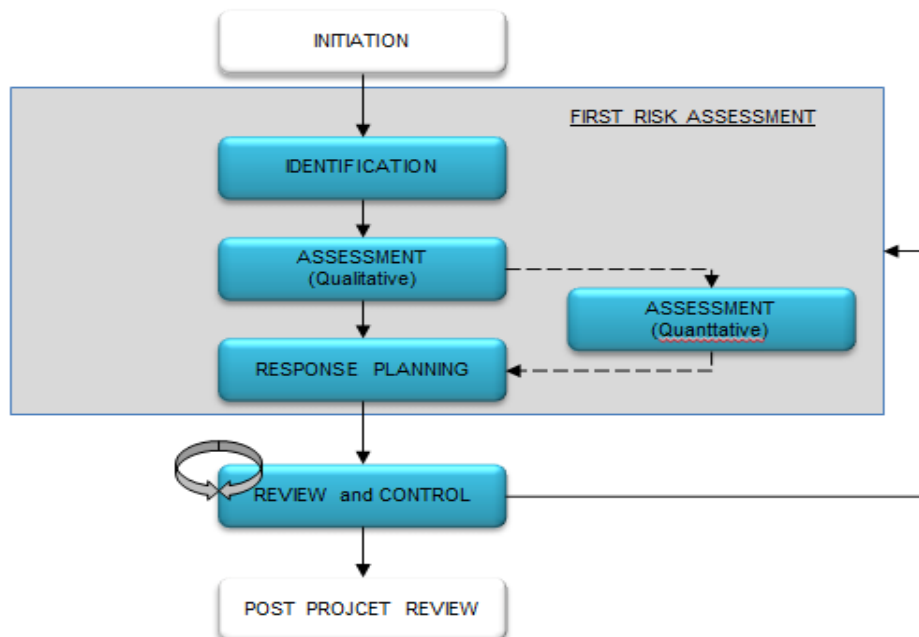 INITIATION
FIRST RISK ASSESSMENT
IDENTIFICATION
ASSESSMENT
(Qualitative)
ASSESSMENT
(Quanttative)
RESPONSE PLANNING
REVIEW and CONTROL
POST PROJCET REVIEW